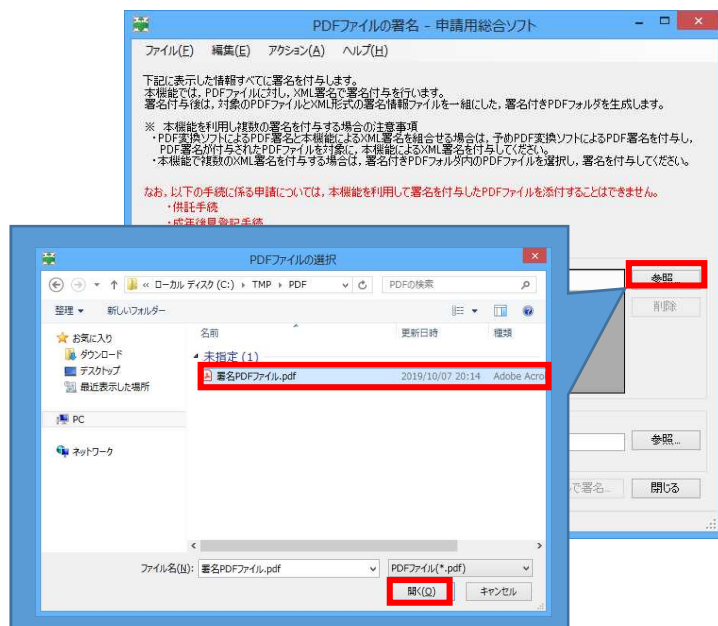 PDFファイルの署名 - 申請用総合ソフト
ファイル(F) 編集(E) アクション(A) ヘルプ(H)
下記に表示した情報すべてに署名を付与します。
本機能では, PDFファイルに対し, XML署名で署名付与を行います。
署名付与後は, 対象のPDFファイルとXML形式の署名情報ファイルを一組にした, 署名付きPDFフォルダを生成します。
※ 本機能を利用し複数の署名を付与する場合の注意事項
・PDF変換ソフトによるPDF署名と本機能によるXML署名を組合せる場合は, 予めPDF変換ソフトによるPDF署名を付与し,
PDF署名が付与されたPDFファイルを対象に, 本機能によるXML署名を付与してください。
・本機能で複数のXML署名を付与する場合は, 署名付きPDFフォルダ内のPDFファイルを選択し, 署名を付与してください。
なお, 以下の手続に係る申請については, 本機能を利用して署名を付与したPDFファイルを添付することはできません。
・供託手続
・成年後見登記手続
参照...
削除
参照...
で署名...
閉じる
PDFファイルの選択
« ローカル ディスク (C:) ▸ TMP ▸ PDF
PDFの検索
整理 新しいフォルダー
お気に入り
ダウンロード
デスクトップ
最近表示した場所
PC
ネットワーク
名前 更新日時 種類
未指定 (1)
署名PDFファイル.pdf 2019/10/07 20:14 Adobe Acro
ファイル名(N): 署名PDFファイル.pdf PDFファイル(*.pdf)
開く(O) キャンセル